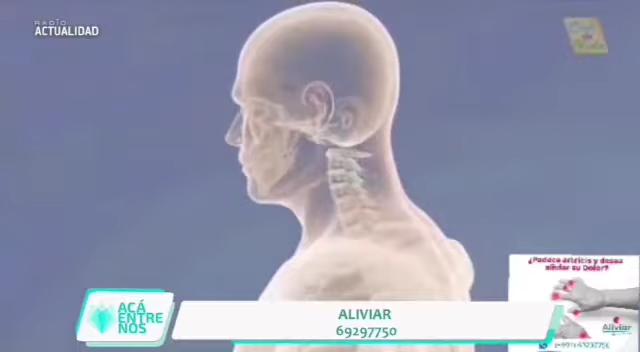 RADIO
ACTUALIDAD
ACÁ
ENTRE
NOS
ALIVIAR
69297750
¿Padece artritis y desea
aliviar su Dolor?
Aliviar